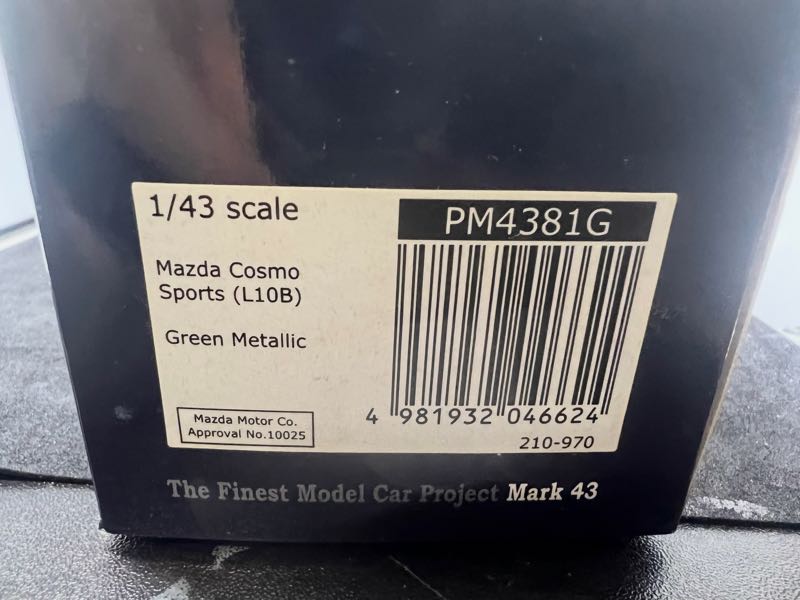 1/43 scale
PM4381G
Mazda Cosmo
Sports (L10B)
Green Metallic
Mazda Motor Co.
Approval No.10025
4 981932 046624
210-970
The Finest Model Car Project Mark 43